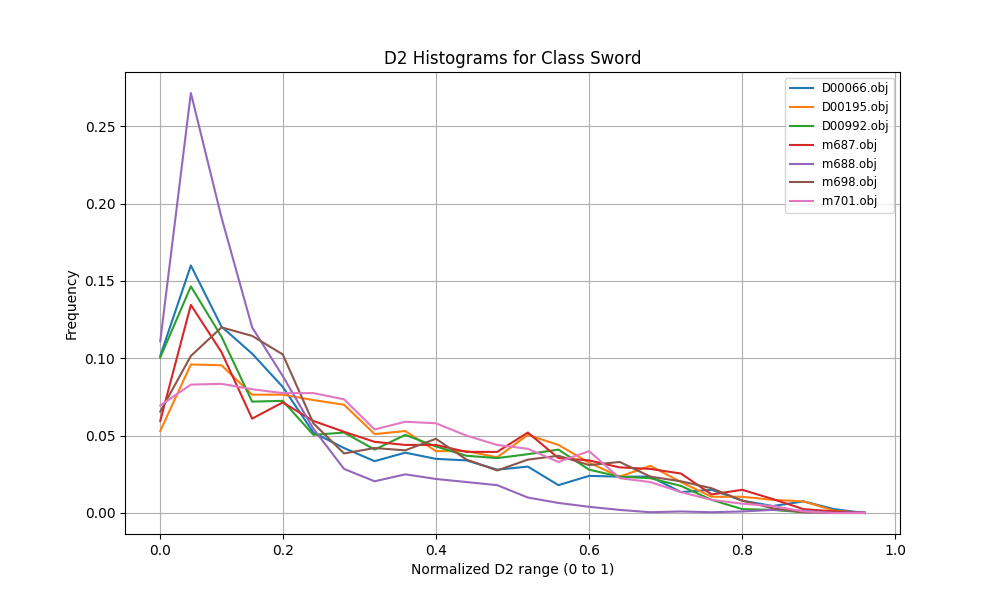 D2 Histograms for Class Sword
D00066.obj
D00195.obj
D00992.obj
m687.obj
m688.obj
m698.obj
m701.obj
Frequency
0.25
0.20
0.15
0.10
0.05
0.00
0.0 0.2 0.4 0.6 0.8 1.0
Normalized D2 range (0 to 1)